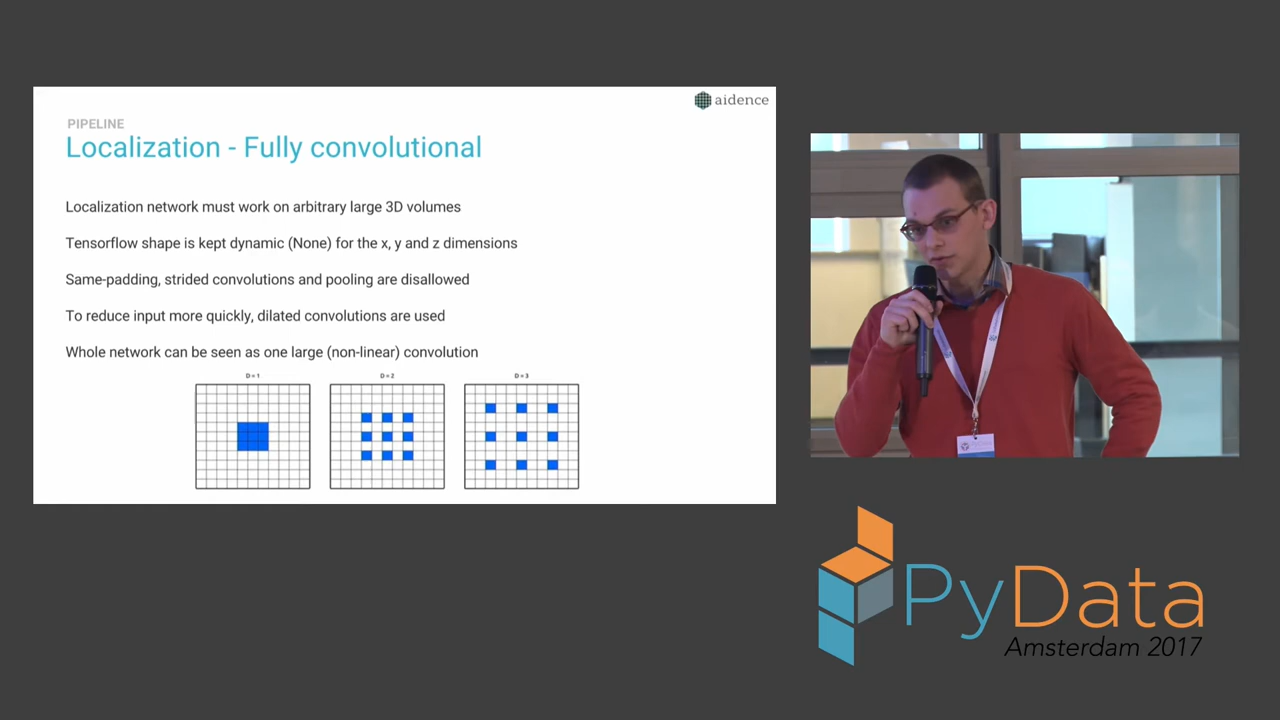 aidence
PIPELINE
Localization - Fully convolutional
Localization network must work on arbitrary large 3D volumes
Tensorflow shape is kept dynamic (None) for the x, y and z dimensions
Same-padding, strided convolutions and pooling are disallowed
To reduce input more quickly, dilated convolutions are used
Whole network can be seen as one large (non-linear) convolution
D = 1
D = 2
D = 3
PyData
Amsterdam 2017